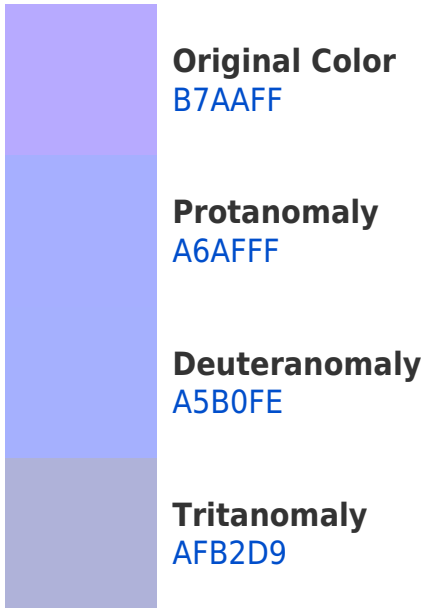 Original Color
B7AAFF
Protanomaly
A6AFFF
Deuteranomaly
A5B0FE
Tritanomaly
AFB2D9